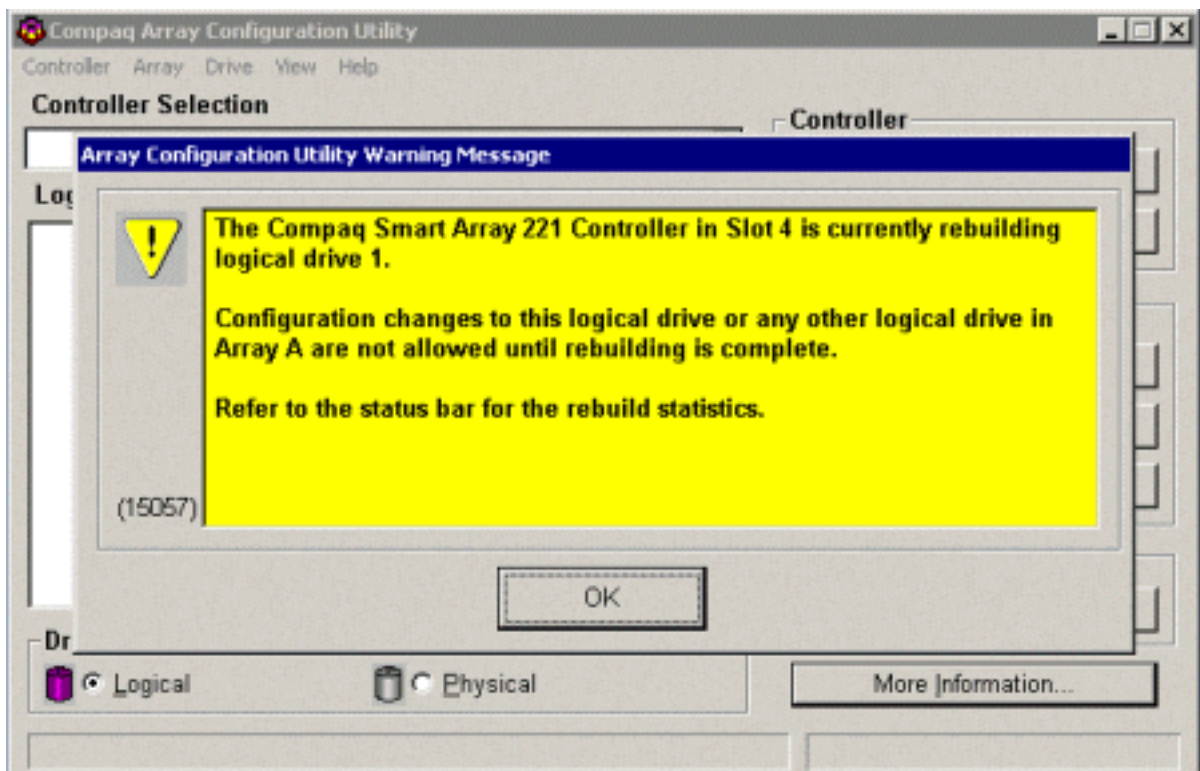 Compaq Array Configuration Utility
Controller Array Drive View Help
Controller Selection
Controller
Array Configuration Utility Warning Message
The Compaq Smart Array 221 Controller in Slot 4 is currently rebuilding
logical drive 1.
Configuration changes to this logical drive or any other logical drive in
Array A are not allowed until rebuilding is complete.
Refer to the status bar for the rebuild statistics.
(15057)
OK
Logical
Physical
More Information...